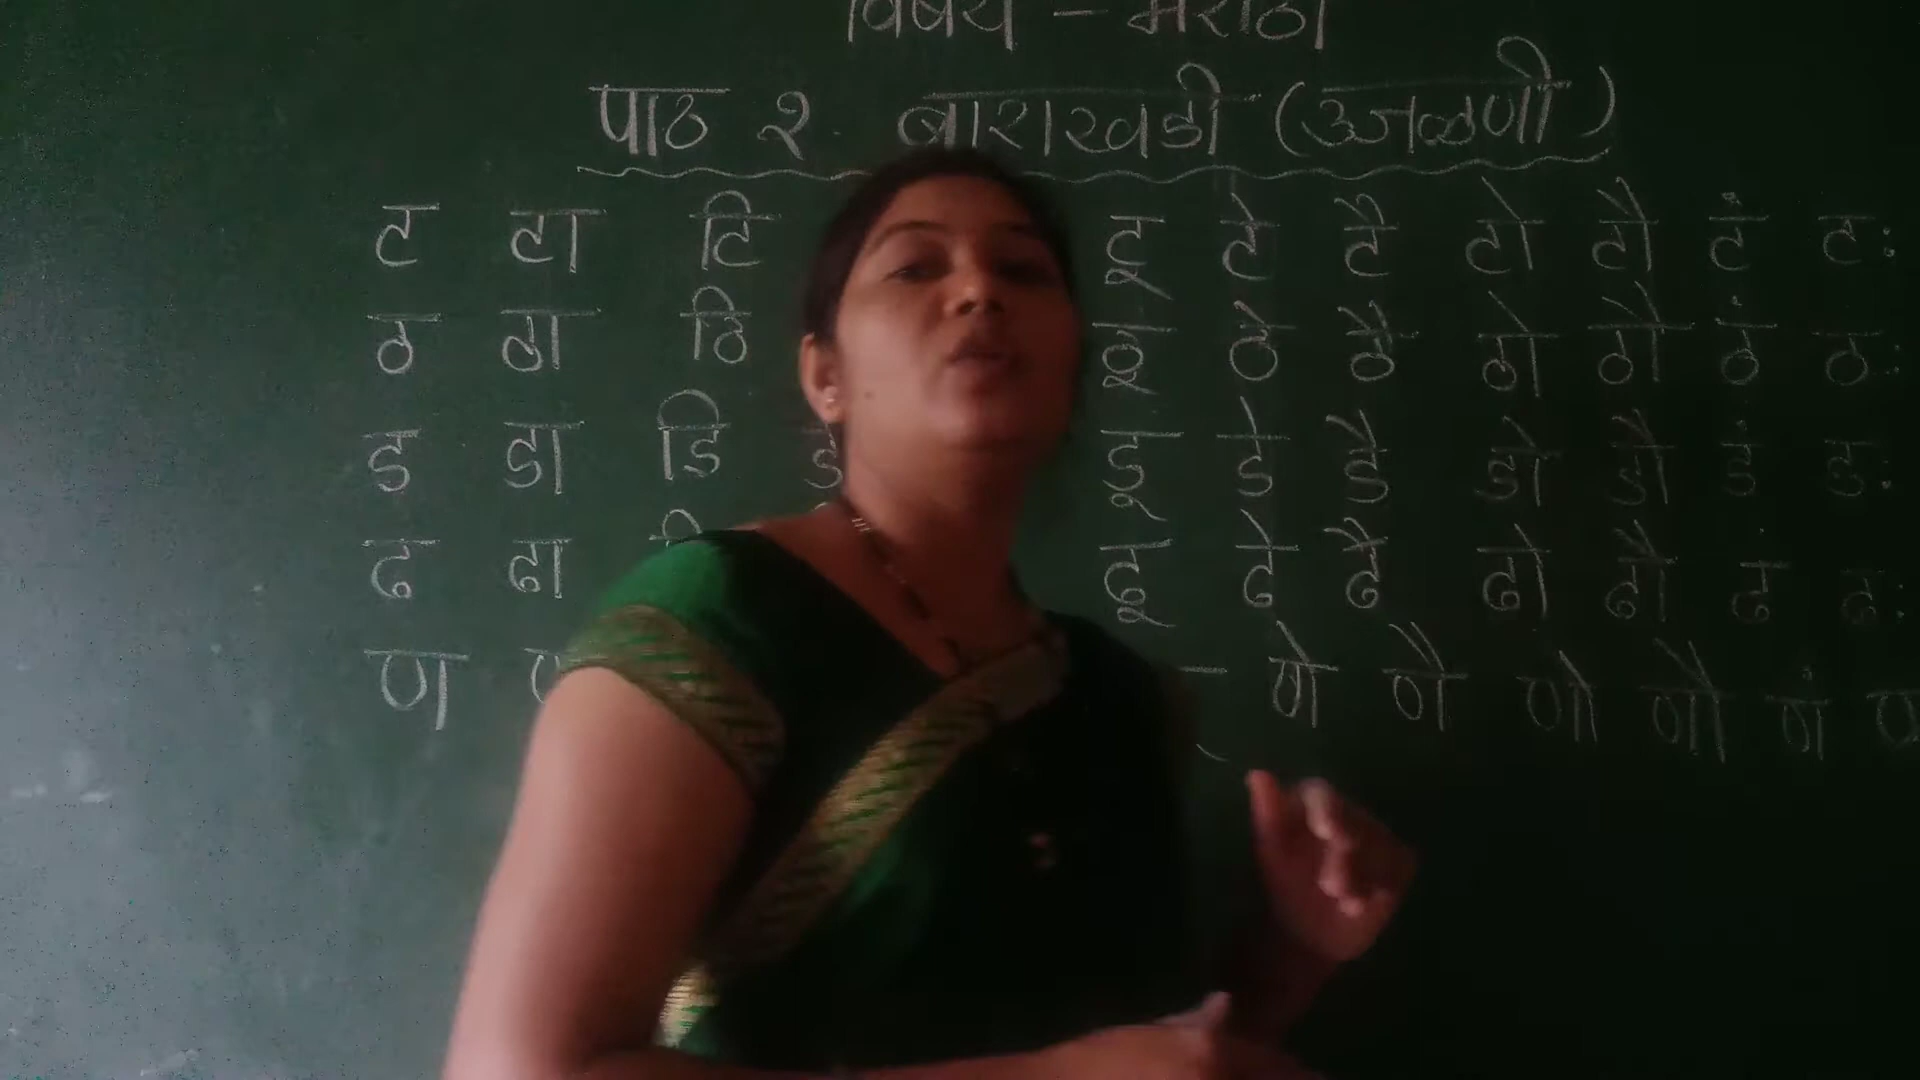 विषय - मराठी
पाठ २. बाराखडी (उजळणी)
ट टा टि टू टे टै टो टौ टं टः
ठ ठा ठि ठू ठे ठै ठो ठौ ठं ठः
ड डा डि डू डे डै डो डौ डं डः
ढ ढा ढू ढे ढै ढो ढौ ढं ढः
ण णे णै णो णौ णं